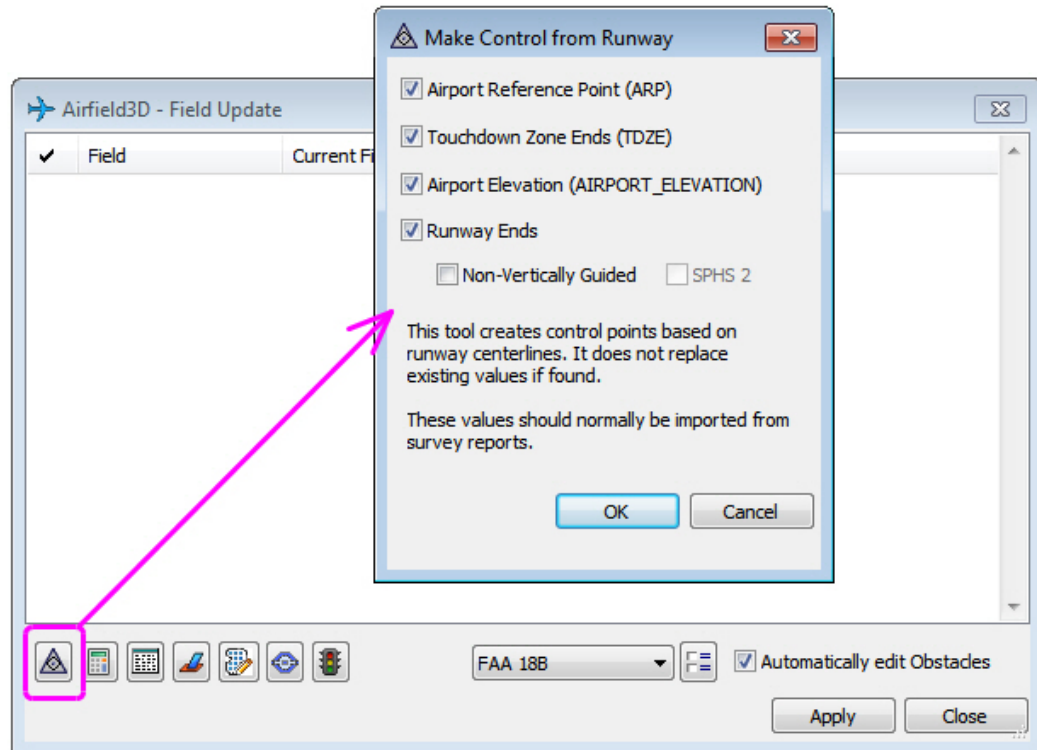 Make Control from Runway
Airport Reference Point (ARP)
Touchdown Zone Ends (TDZE)
Airport Elevation (AIRPORT_ELEVATION)
Runway Ends
Non-Vertically Guided SPHS 2
This tool creates control points based on
runway centerlines. It does not replace
existing values if found.
These values should normally be imported from
survey reports.
OK Cancel
Airfield3D - Field Update
Field Current Fi
FAA 18B Automatically edit Obstacles
Apply Close